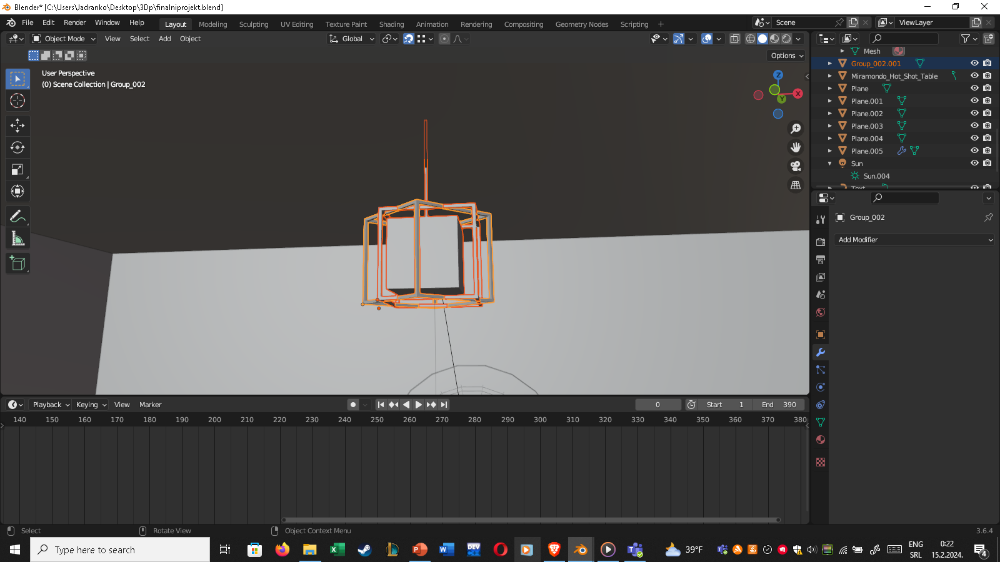 Blender* [C:\Users\Jadranko\Desktop\3Dp\finalniprojekt.blend]
File Edit Render Window Help Layout Modeling Sculpting UV Editing Texture Paint Shading Animation Rendering Compositing Geometry Nodes Scripting + Scene ViewLayer
Object Mode View Select Add Object Global
Options
User Perspective
(0) Scene Collection | Group_002
Z
X
Y
Mesh
Group_002.001
Miramondo_Hot_Shot_Table
Plane
Plane.001
Plane.002
Plane.003
Plane.004
Plane.005
Sun
Sun.004
Group_002
Add Modifier
Playback Keying View Marker 0 Start 1 End 390
140 150 160 170 180 190 200 210 220 230 240 250 260 270 280 290 300 310 320 330 340 350 360 370 380
Select Rotate View Object Context Menu 3.6.4
Type here to search
DEV
39°F
ENG
SRL
0:22
15.2.2024.
4